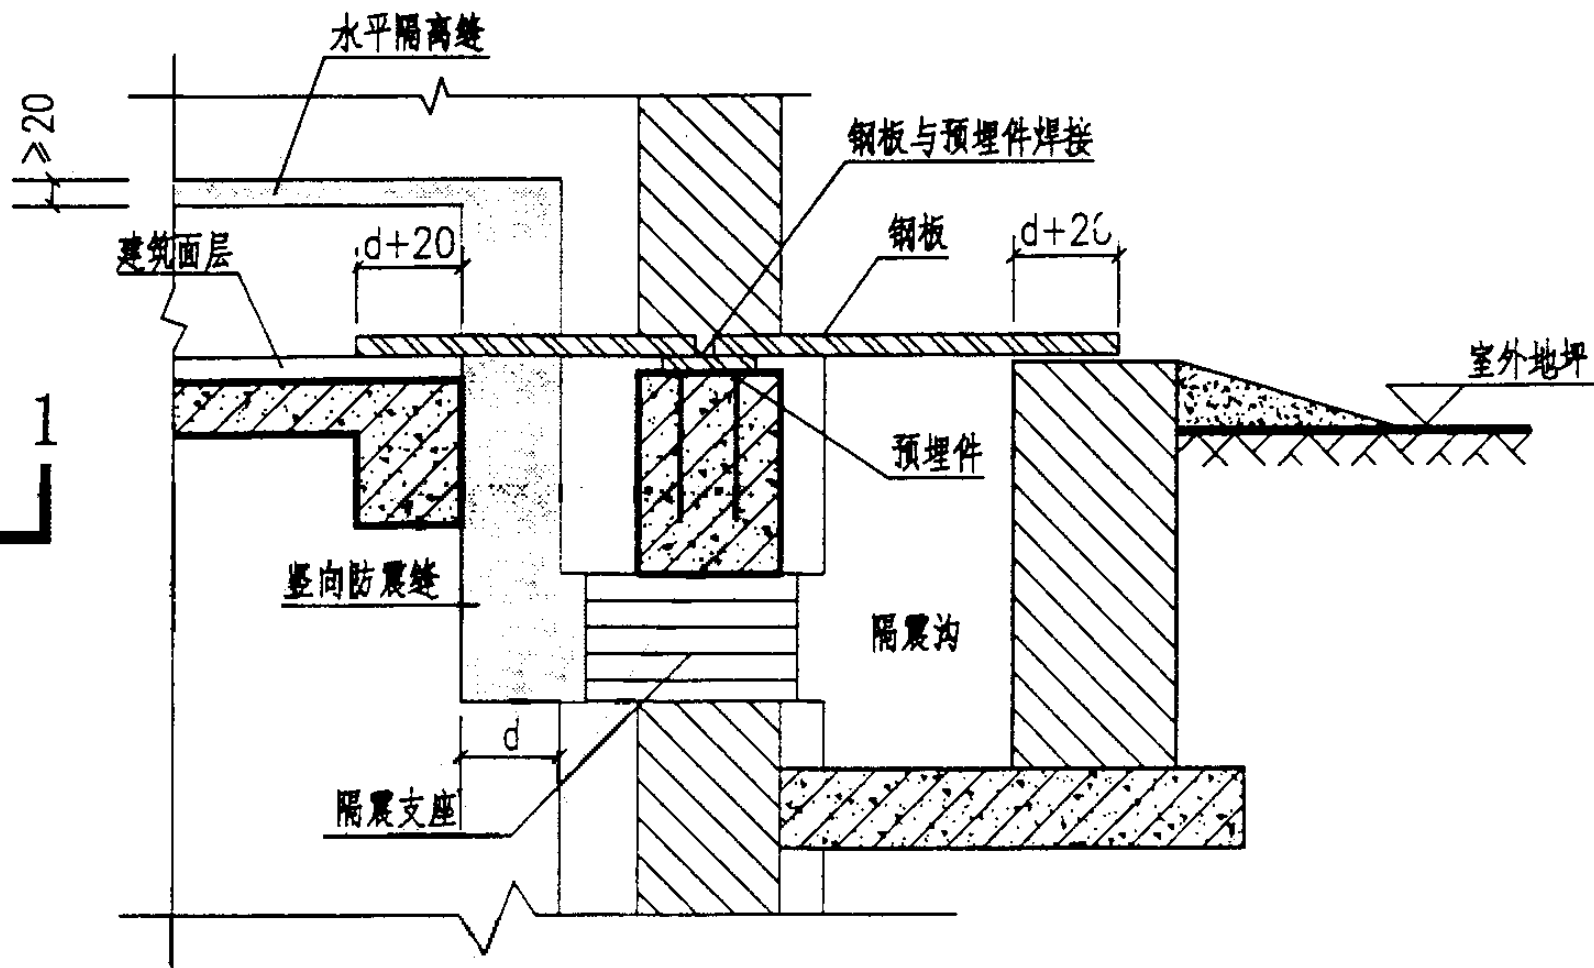 水平隔离缝
≥20
钢板与预埋件焊接
建筑面层
d+20
钢板
d+20
室外地坪
1
预埋件
竖向防震缝
隔震沟
d
隔震支座